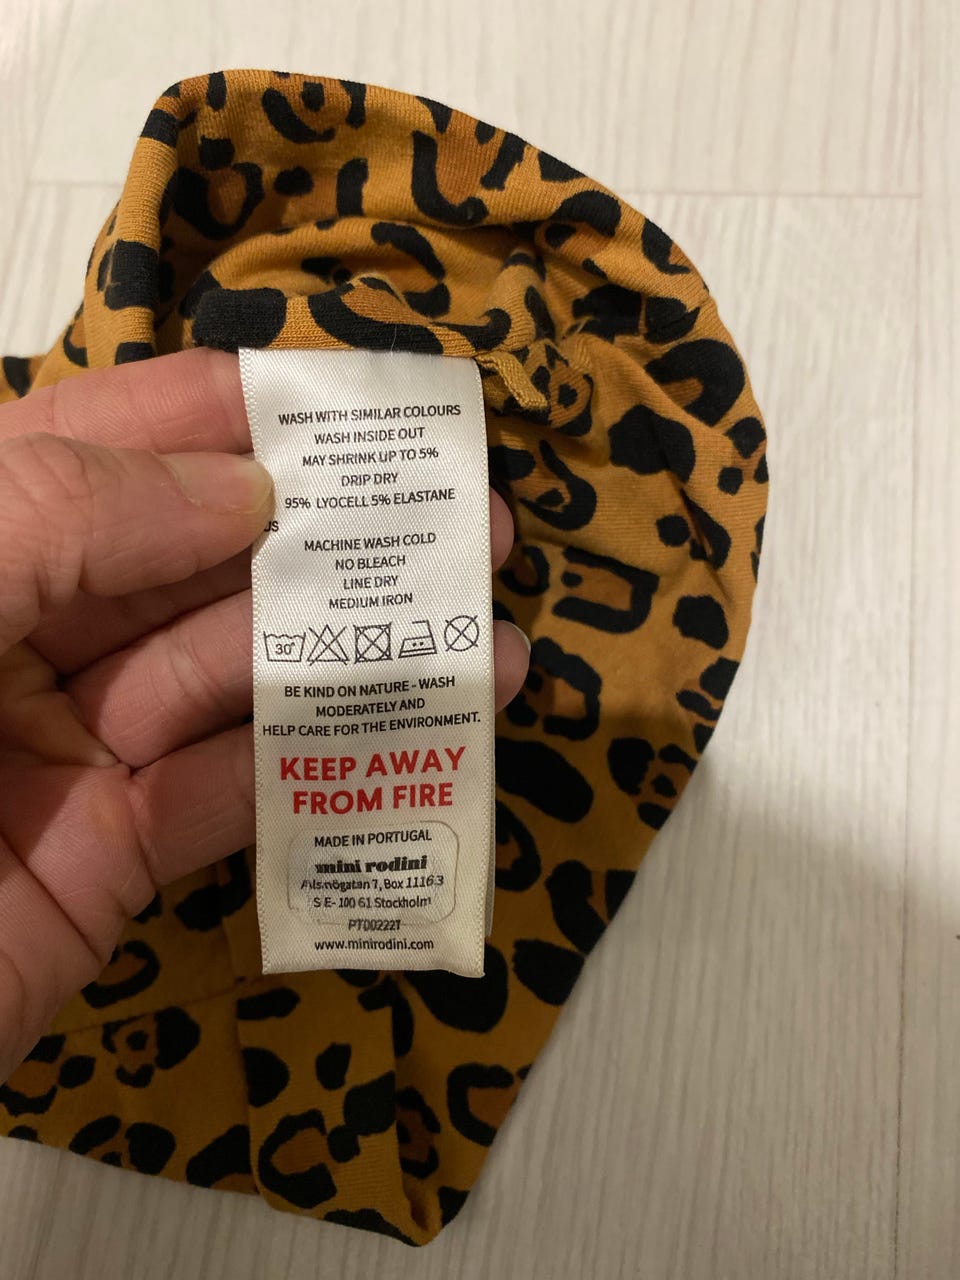 WASH WITH SIMILAR COLOURS
WASH INSIDE OUT
MAY SHRINK UP TO 5%
DRIP DRY
95% LYOCELL 5% ELASTANE
US
MACHINE WASH COLD
NO BLEACH
LINE DRY
MEDIUM IRON
30°
BE KIND ON NATURE - WASH
MODERATELY AND
HELP CARE FOR THE ENVIRONMENT.
KEEP AWAY
FROM FIRE
MADE IN PORTUGAL
mini rodini
7, Box 11163
SE- 100 61 Stockholm
www.minirodini.com